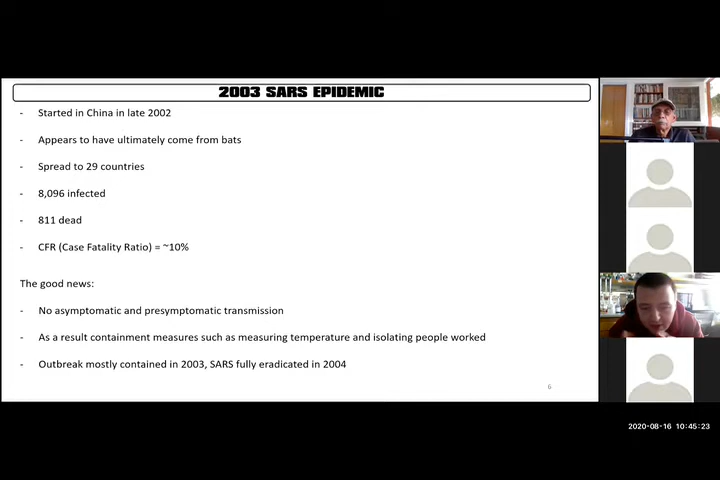 2003 SARS EPIDEMIC
- Started in China in late 2002
- Appears to have ultimately come from bats
- Spread to 29 countries
- 8,096 infected
- 811 dead
- CFR (Case Fatality Ratio) = ~10%
The good news:
- No asymptomatic and presymptomatic transmission
- As a result containment measures such as measuring temperature and isolating people worked
- Outbreak mostly contained in 2003, SARS fully eradicated in 2004
6
2020-08-16 10:45:23